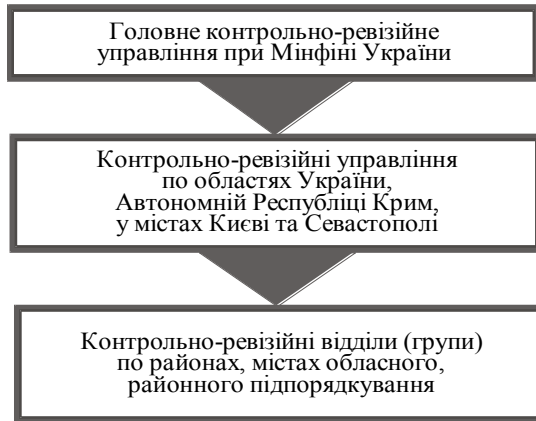 Головне контрольно-ревізійне
управління при Мінфіні України
Контрольно-ревізійні управління
по областях України,
Автономній Республіці Крим,
у містах Києві та Севастополі
Контрольно-ревізійні відділи (групи)
по районах, містах обласного,
районного підпорядкування